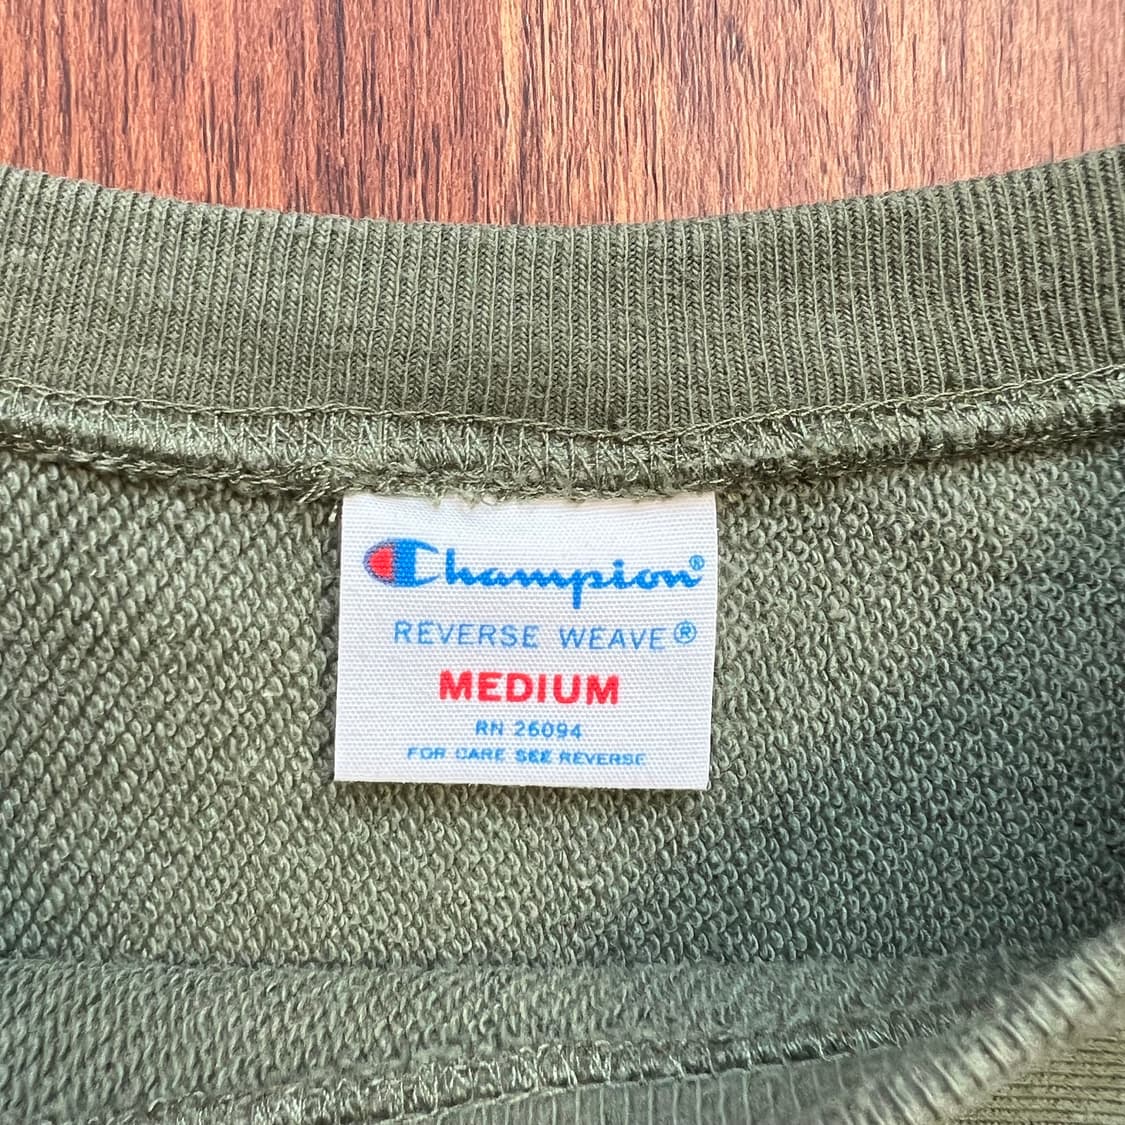 Champion®
REVERSE WEAVE®
MEDIUM
RN 26094
FOR CARE SEE REVERSE